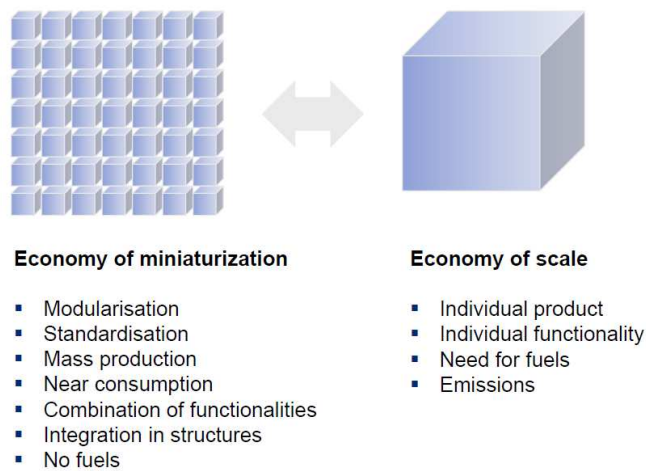 Economy of miniaturization
Modularisation
Standardisation
Mass production
Near consumption
Combination of functionalities
Integration in structures
No fuels
Economy of scale
Individual product
Individual functionality
Need for fuels
Emissions